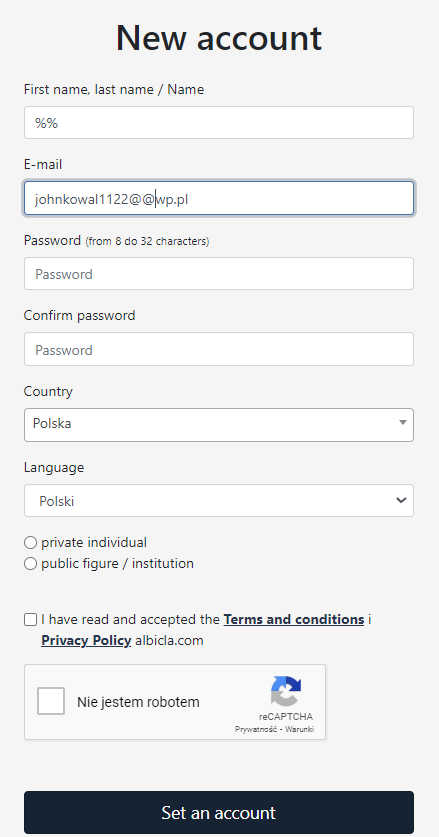 New account
First name, last name / Name
%%
E-mail
johnkowal1122@@wp.pl
Password (from 8 do 32 characters)
Password
Confirm password
Password
Country
Polska
Language
Polski
private individual
public figure / institution
I have read and accepted the Terms and conditions i
Privacy Policy albicla.com
Nie jestem robotem
reCAPTCHA
Prywatność - Warunki
Set an account